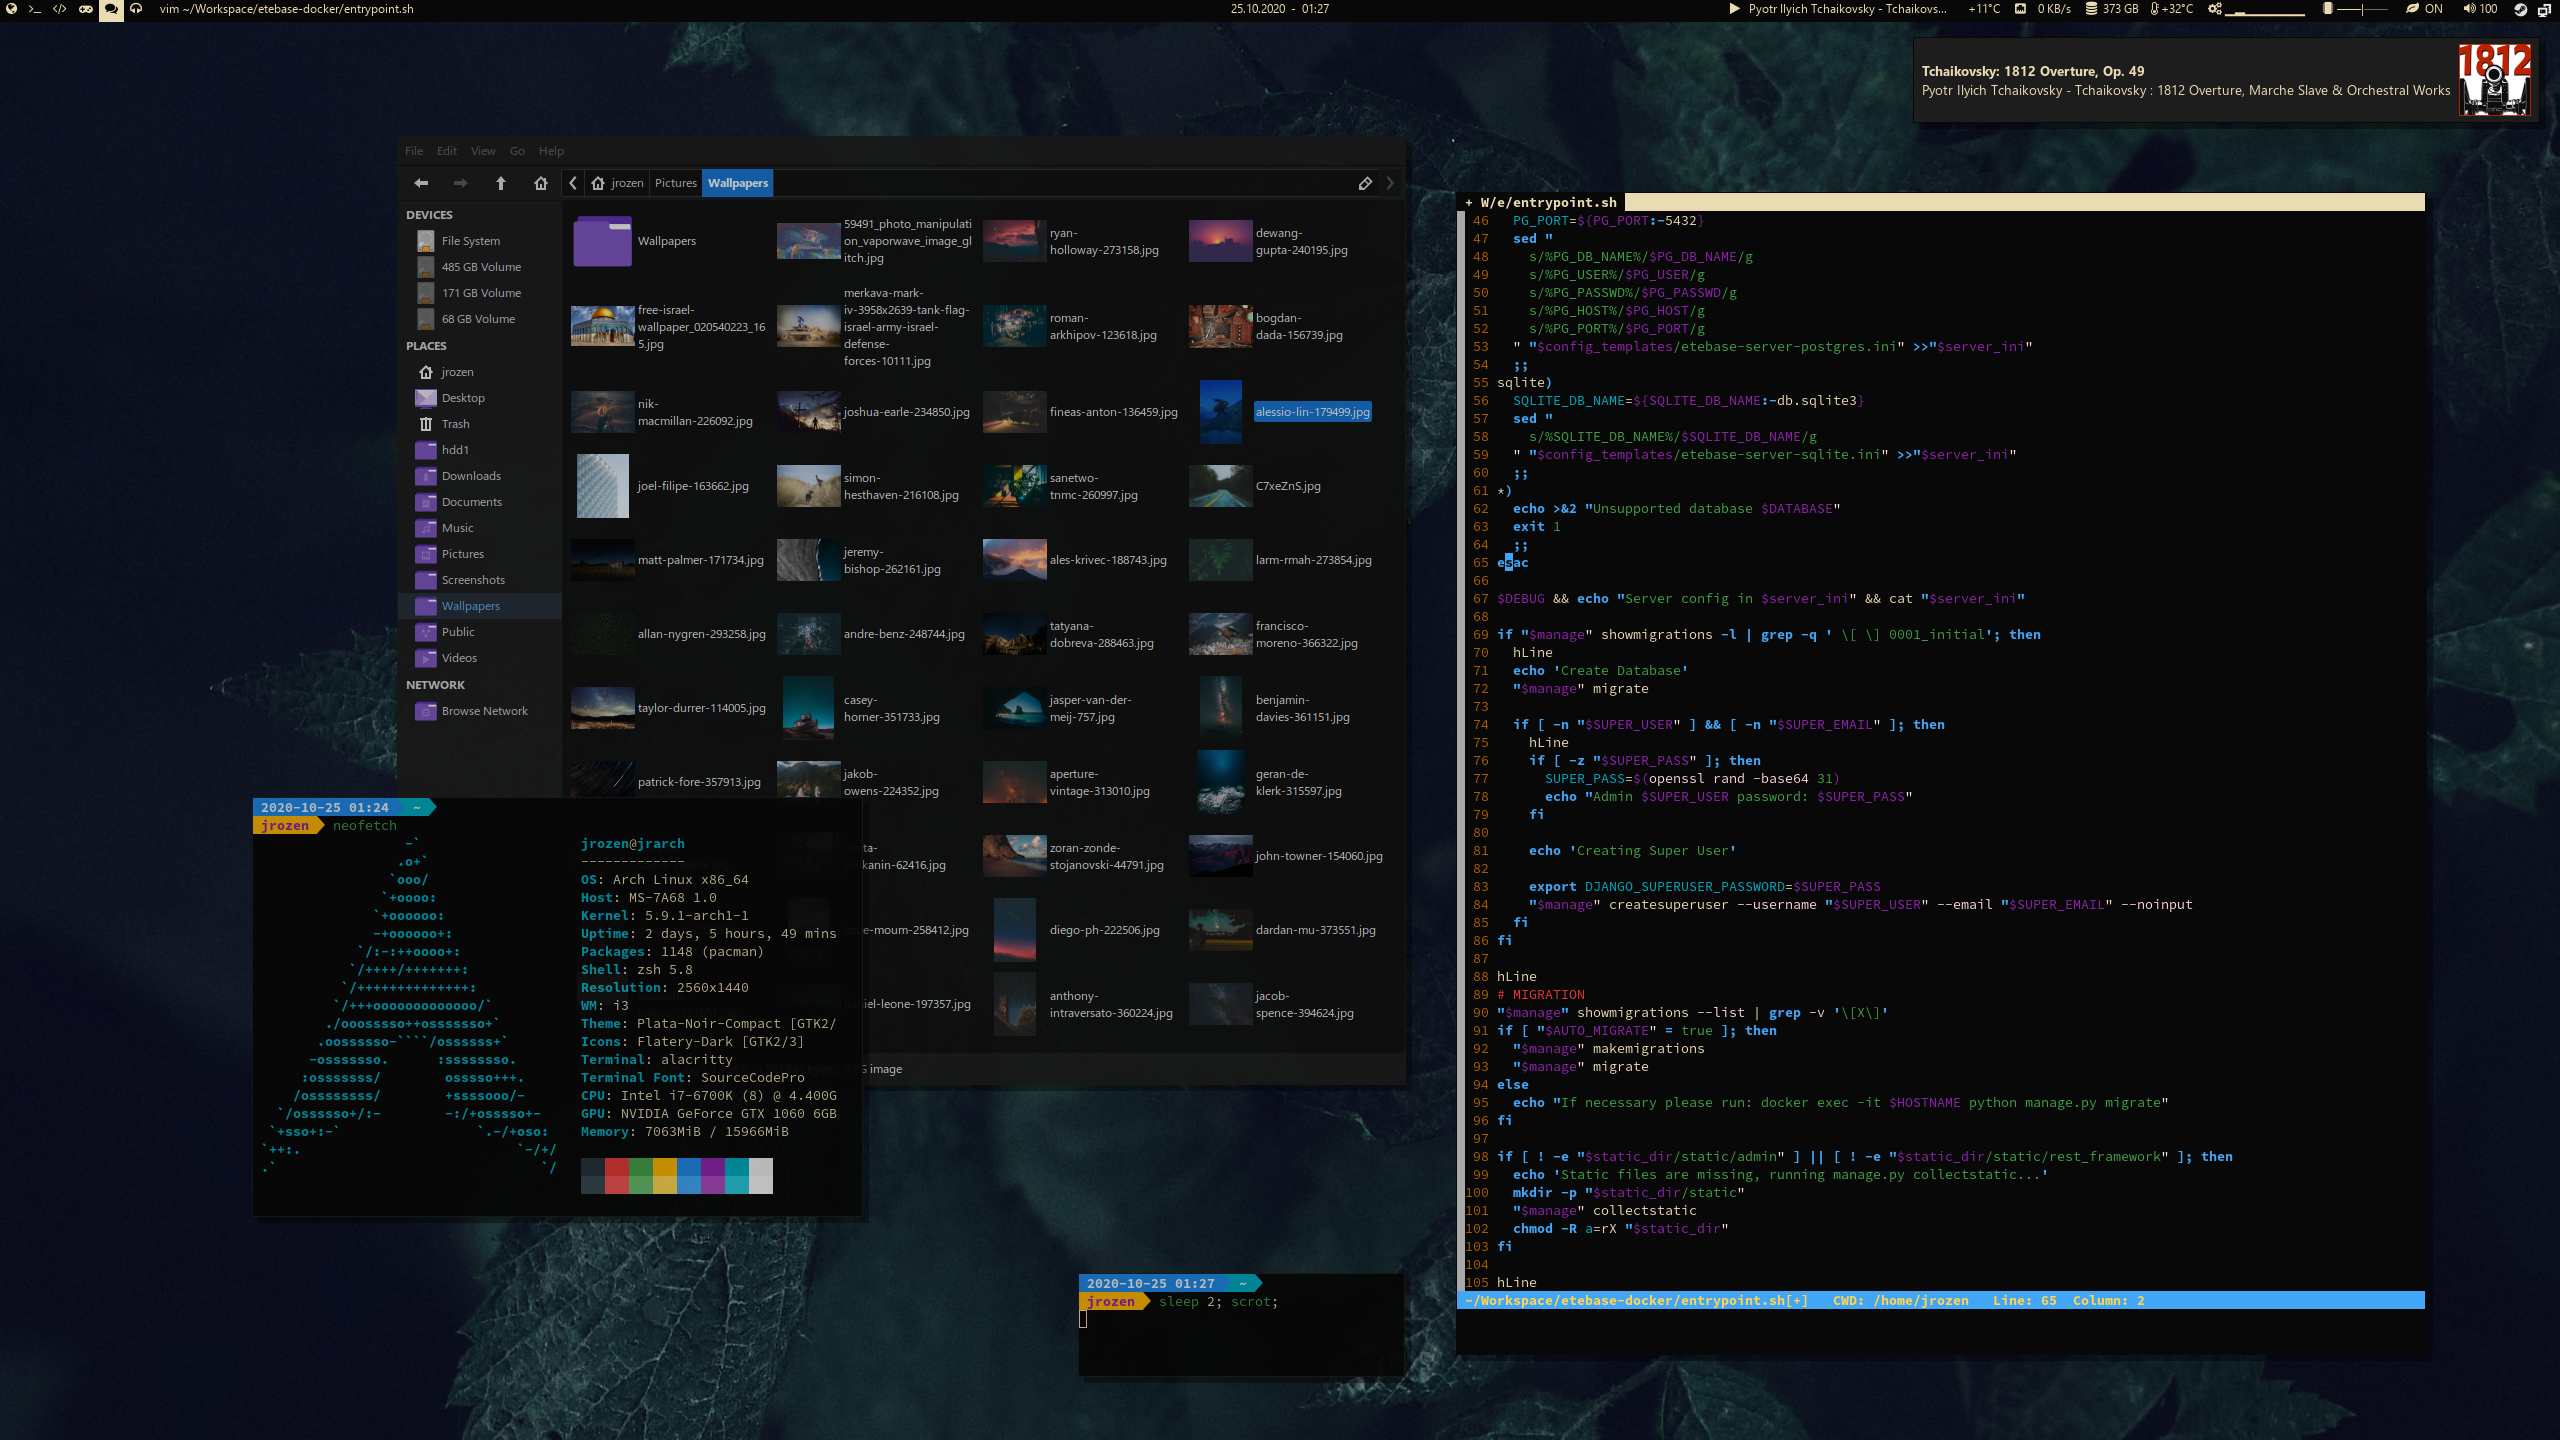 vim ~/Workspace/etebase-docker/entrypoint.sh
25.10.2020 - 01:27
Pyotr Ilyich Tchaikovsky - Tchaikovs...
+11°C
0 KB/s
373 GB
+32°C
ON
100
Tchaikovsky: 1812 Overture, Op. 49
Pyotr Ilyich Tchaikovsky - Tchaikovsky : 1812 Overture, Marche Slave & Orchestral Works
1812
File Edit View Go Help
jrozen Pictures Wallpapers
DEVICES
File System
485 GB Volume
171 GB Volume
68 GB Volume
PLACES
jrozen
Desktop
Trash
hdd1
Downloads
Documents
Music
Pictures
Screenshots
Wallpapers
Public
Videos
NETWORK
Browse Network
Wallpapers
59491_photo_manipulati
on_vaporwave_image_gl
itch.jpg
ryan-
holloway-273158.jpg
dewang-
gupta-240195.jpg
free-israel-
wallpaper_020540223_16
5.jpg
merkava-mark-
iv-3958x2639-tank-flag-
israel-army-israel-
defense-
forces-10111.jpg
roman-
arkhipov-123618.jpg
bogdan-
dada-156739.jpg
nik-
macmillan-226092.jpg
joshua-earle-234850.jpg
fineas-anton-136459.jpg
alessio-lin-179499.jpg
joel-filipe-163662.jpg
simon-
hesthaven-216108.jpg
sanetwo-
tnmc-260997.jpg
C7xeZnS.jpg
matt-palmer-171734.jpg
jeremy-
bishop-262161.jpg
ales-krivec-188743.jpg
larm-rmah-273854.jpg
allan-nygren-293258.jpg
andre-benz-248744.jpg
tatyana-
dobreva-288463.jpg
francisco-
moreno-366322.jpg
taylor-durrer-114005.jpg
casey-
horner-351733.jpg
jasper-van-der-
meij-757.jpg
benjamin-
davies-361151.jpg
patrick-fore-357913.jpg
jakob-
owens-224352.jpg
aperture-
vintage-313010.jpg
geran-de-
klerk-315597.jpg
kanin-62416.jpg
zoran-zonde-
stojanovski-44791.jpg
john-towner-154060.jpg
e-moum-258412.jpg
diego-ph-222506.jpg
dardan-mu-373551.jpg
iel-leone-197357.jpg
anthony-
intraversato-360224.jpg
jacob-
spence-394624.jpg
image
2020-10-25 01:24 ~
jrozen neofetch
-`
.o+`
`ooo/
`+oooo:
`+oooooo:
-+oooooo+:
`/:-:++oooo+:
`/++++/+++++++:
`/++++++++++++++:
`/+++ooooooooooooo/`
./ooosssso++osssssso+`
.oossssso-````/ossssss+`
-osssssso. :ssssssso.
:osssssss/ osssso+++.
/ossssssss/ +ssssooo/-
`/ossssso+/:- -:/+osssso+-
`+sso+:-` `.-/+oso:
`++:. `-/+/
.` `/
jrozen@jrarch
-------------
OS: Arch Linux x86_64
Host: MS-7A68 1.0
Kernel: 5.9.1-arch1-1
Uptime: 2 days, 5 hours, 49 mins
Packages: 1148 (pacman)
Shell: zsh 5.8
Resolution: 2560x1440
WM: i3
Theme: Plata-Noir-Compact [GTK2/
Icons: Flatery-Dark [GTK2/3]
Terminal: alacritty
Terminal Font: SourceCodePro
CPU: Intel i7-6700K (8) @ 4.400G
GPU: NVIDIA GeForce GTX 1060 6GB
Memory: 7063MiB / 15966MiB
2020-10-25 01:27 ~
jrozen sleep 2; scrot;
+ W/e/entrypoint.sh
46   PG_PORT=${PG_PORT:-5432}
47   sed "
48     s/%PG_DB_NAME%/$PG_DB_NAME/g
49     s/%PG_USER%/$PG_USER/g
50     s/%PG_PASSWD%/$PG_PASSWD/g
51     s/%PG_HOST%/$PG_HOST/g
52     s/%PG_PORT%/$PG_PORT/g
53   " "$config_templates/etebase-server-postgres.ini" >>"$server_ini"
54   ;;
55 sqlite)
56   SQLITE_DB_NAME=${SQLITE_DB_NAME:-db.sqlite3}
57   sed "
58     s/%SQLITE_DB_NAME%/$SQLITE_DB_NAME/g
59   " "$config_templates/etebase-server-sqlite.ini" >>"$server_ini"
60   ;;
61 *)
62   echo >&2 "Unsupported database $DATABASE"
63   exit 1
64   ;;
65 esac
66
67 $DEBUG && echo "Server config in $server_ini" && cat "$server_ini"
68
69 if "$manage" showmigrations -l | grep -q ' \[ \] 0001_initial'; then
70   hLine
71   echo 'Create Database'
72   "$manage" migrate
73
74   if [ -n "$SUPER_USER" ] && [ -n "$SUPER_EMAIL" ]; then
75     hLine
76     if [ -z "$SUPER_PASS" ]; then
77       SUPER_PASS=$(openssl rand -base64 31)
78       echo "Admin $SUPER_USER password: $SUPER_PASS"
79     fi
80
81     echo 'Creating Super User'
82
83     export DJANGO_SUPERUSER_PASSWORD=$SUPER_PASS
84     "$manage" createsuperuser --username "$SUPER_USER" --email "$SUPER_EMAIL" --noinput
85   fi
86 fi
87
88 hLine
89 # MIGRATION
90 "$manage" showmigrations --list | grep -v '\[X\]'
91 if [ "$AUTO_MIGRATE" = true ]; then
92   "$manage" makemigrations
93   "$manage" migrate
94 else
95   echo "If necessary please run: docker exec -it $HOSTNAME python manage.py migrate"
96 fi
97
98 if [ ! -e "$static_dir/static/admin" ] || [ ! -e "$static_dir/static/rest_framework" ]; then
99   echo 'Static files are missing, running manage.py collectstatic...'
100   mkdir -p "$static_dir/static"
101   "$manage" collectstatic
102   chmod -R a=rX "$static_dir"
103 fi
104
105 hLine
~/Workspace/etebase-docker/entrypoint.sh[+]   CWD: /home/jrozen   Line: 65  Column: 2